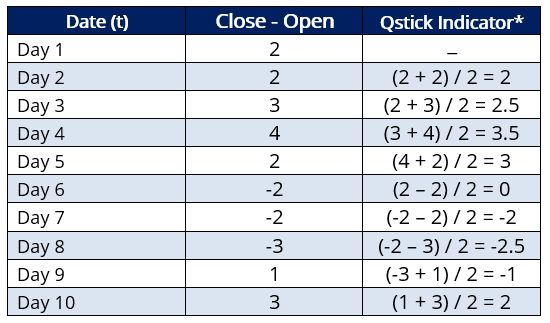 Date (t) Close - Open Qstick Indicator*
Day 1 2 –
Day 2 2 (2 + 2) / 2 = 2
Day 3 3 (2 + 3) / 2 = 2.5
Day 4 4 (3 + 4) / 2 = 3.5
Day 5 2 (4 + 2) / 2 = 3
Day 6 -2 (2 – 2) / 2 = 0
Day 7 -2 (-2 – 2) / 2 = -2
Day 8 -3 (-2 – 3) / 2 = -2.5
Day 9 1 (-3 + 1) / 2 = -1
Day 10 3 (1 + 3) / 2 = 2